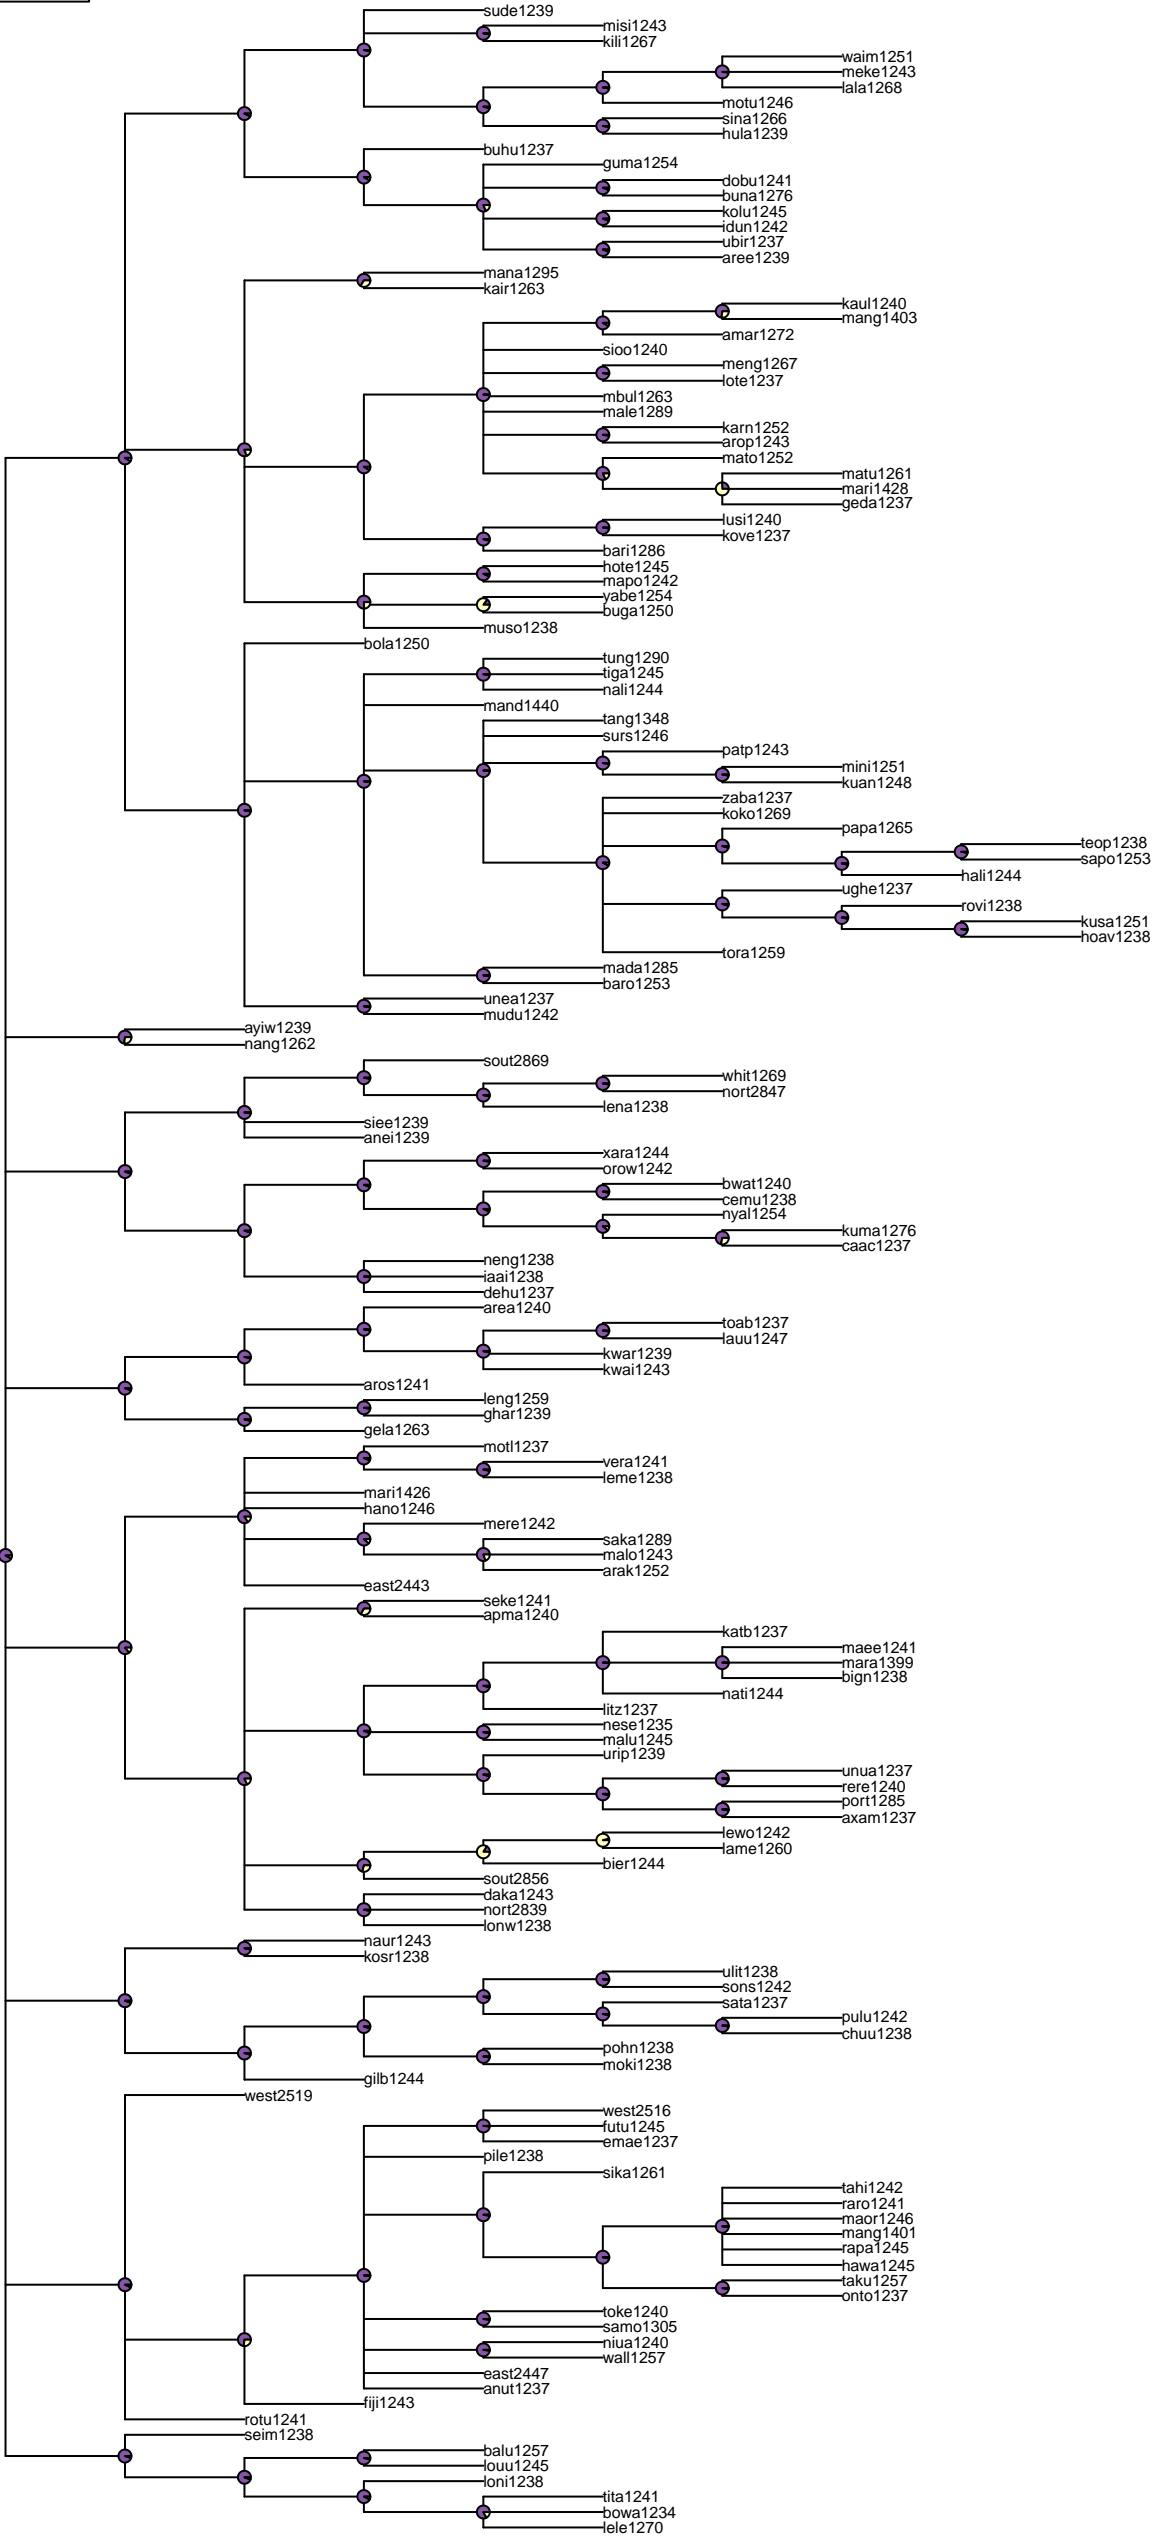 sude1239
misi1243
kili1267
waim1251
meke1243
lala1268
motu1246
sina1266
hula1239
buhu1237
guma1254
dobu1241
buna1276
kolu1245
idun1242
ubir1237
aree1239
mana1295
kair1263
kaul1240
mang1403
amar1272
sioo1240
meng1267
lote1237
mbul1263
male1289
karn1252
arop1243
mato1252
matu1261
mari1428
geda1237
lusi1240
kove1237
bari1286
hote1245
mapo1242
yabe1254
buga1250
muso1238
bola1250
tung1290
tiga1245
nali1244
mand1440
tang1348
surs1246
patp1243
mini1251
kuan1248
zaba1237
koko1269
papa1265
teop1238
sapo1253
hali1244
ughe1237
rovi1238
kusa1251
hoav1238
tora1259
mada1285
baro1253
unea1237
mudu1242
ayiw1239
nang1262
sout2869
whit1269
nort2847
lena1238
siee1239
anei1239
xara1244
orow1242
bwat1240
cemu1238
nyal1254
kuma1276
caac1237
neng1238
iaai1238
dehu1237
area1240
toab1237
lauu1247
kwar1239
kwai1243
aros1241
leng1259
ghar1239
gela1263
motl1237
vera1241
leme1238
mari1426
hano1246
mere1242
saka1289
malo1243
arak1252
east2443
seke1241
apma1240
katb1237
maee1241
mara1399
bign1238
nati1244
litz1237
nese1235
malu1245
urip1239
unua1237
rere1240
port1285
axam1237
lewo1242
lame1260
bier1244
sout2856
daka1243
nort2839
lonw1238
naur1243
kosr1238
ulit1238
sons1242
sata1237
pulu1242
chuu1238
pohn1238
moki1238
gilb1244
west2519
west2516
futu1245
emae1237
pile1238
sika1261
tahi1242
raro1241
maor1246
mang1401
rapa1245
hawa1245
taku1257
onto1237
toke1240
samo1305
niua1240
wall1257
east2447
anut1237
fiji1243
rotu1241
seim1238
balu1257
louu1245
loni1238
tita1241
bowa1234
lele1270